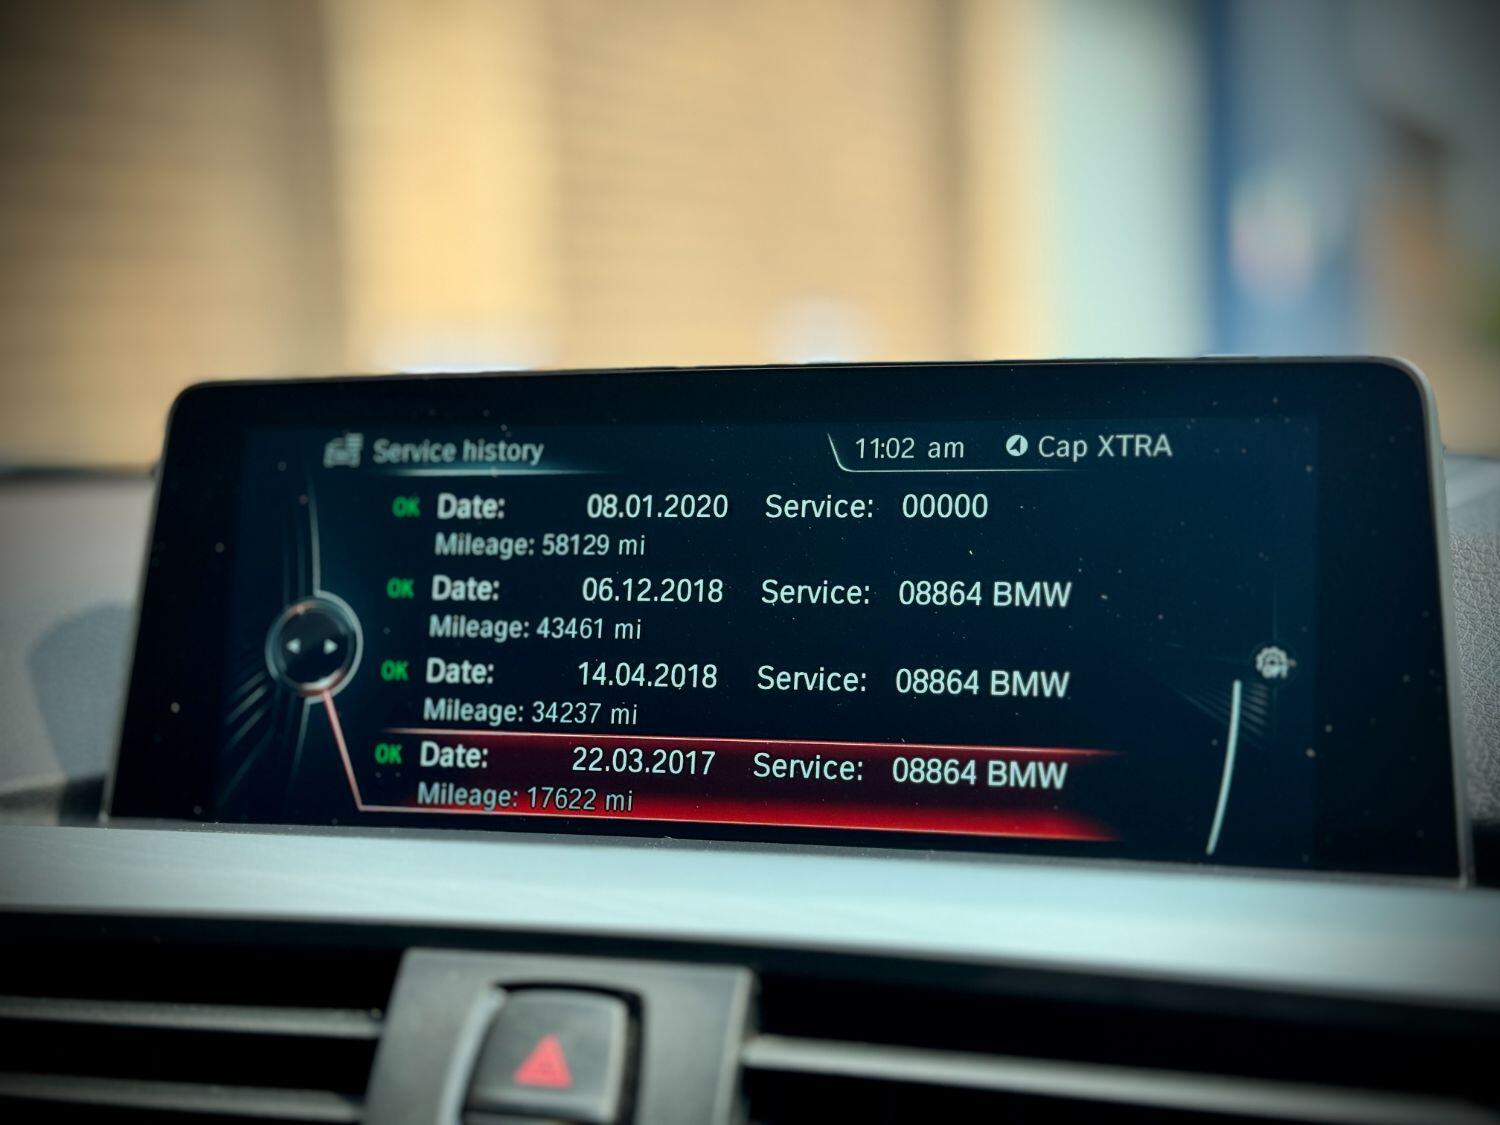 Service history
11:02 am Cap XTRA
OK Date: 08.01.2020 Service: 00000
Mileage: 58129 mi
OK Date: 06.12.2018 Service: 08864 BMW
Mileage: 43461 mi
OK Date: 14.04.2018 Service: 08864 BMW
Mileage: 34237 mi
OK Date: 22.03.2017 Service: 08864 BMW
Mileage: 17622 mi